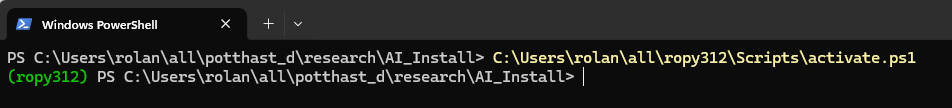 Windows PowerShell
PS C:\Users\rolan\all\potthast_d\research\AI_Install> C:\Users\rolan\all\ropy312\Scripts\activate.ps1
(ropy312) PS C:\Users\rolan\all\potthast_d\research\AI_Install>